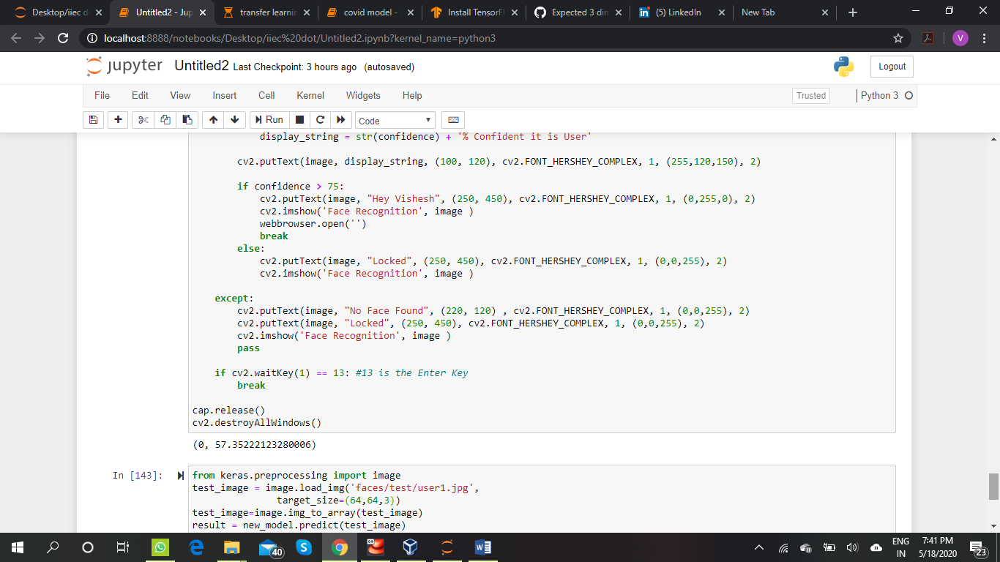 Desktop/iiec d
Untitled2 - Jup
transfer learnin
covid model -
Install TensorFl
Expected 3 dim
(5) LinkedIn
New Tab
localhost:8888/notebooks/Desktop/iiec%20dot/Untitled2.ipynb?kernel_name=python3
V
jupyter Untitled2 Last Checkpoint: 3 hours ago (autosaved)
Logout
File Edit View Insert Cell Kernel Widgets Help
Trusted
Python 3
Run
Code
display_string = str(confidence) + '% Confident it is User'
cv2.putText(image, display_string, (100, 120), cv2.FONT_HERSHEY_COMPLEX, 1, (255,120,150), 2)
if confidence > 75:
cv2.putText(image, "Hey Vishesh", (250, 450), cv2.FONT_HERSHEY_COMPLEX, 1, (0,255,0), 2)
cv2.imshow('Face Recognition', image )
webbrowser.open('')
break
else:
cv2.putText(image, "Locked", (250, 450), cv2.FONT_HERSHEY_COMPLEX, 1, (0,0,255), 2)
cv2.imshow('Face Recognition', image )
except:
cv2.putText(image, "No Face Found", (220, 120) , cv2.FONT_HERSHEY_COMPLEX, 1, (0,0,255), 2)
cv2.putText(image, "Locked", (250, 450), cv2.FONT_HERSHEY_COMPLEX, 1, (0,0,255), 2)
cv2.imshow('Face Recognition', image )
pass
if cv2.waitKey(1) == 13: #13 is the Enter Key
break
cap.release()
cv2.destroyAllWindows()
(0, 57.35222123280006)
In [143]:
from keras.preprocessing import image
test_image = image.load_img('faces/test/user1.jpg',
target_size=(64,64,3))
test_image=image.img_to_array(test_image)
result = new_model.predict(test_image)
40
ENG
IN
7:41 PM
5/18/2020
23